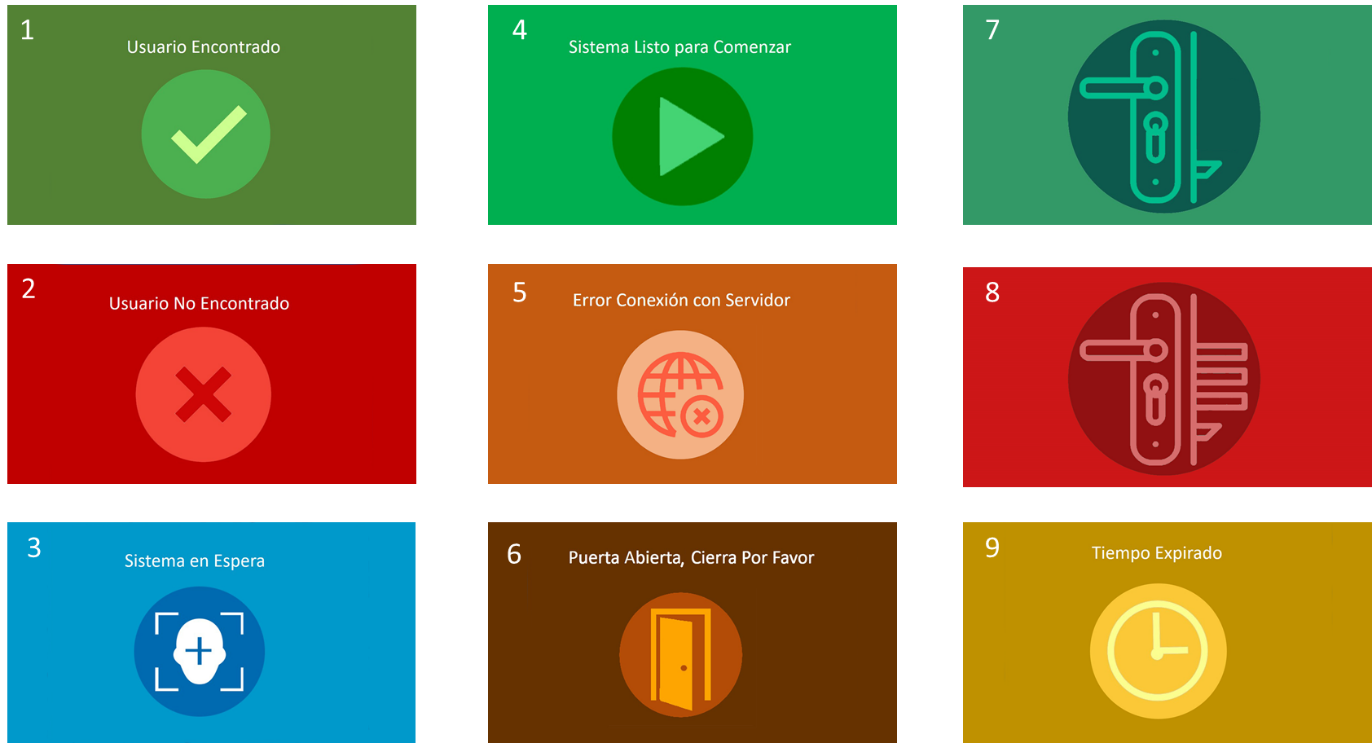 1
Usuario Encontrado
4
Sistema Listo para Comenzar
7
2
Usuario No Encontrado
5
Error Conexión con Servidor
8
3
Sistema en Espera
6
Puerta Abierta, Cierra Por Favor
9
Tiempo Expirado